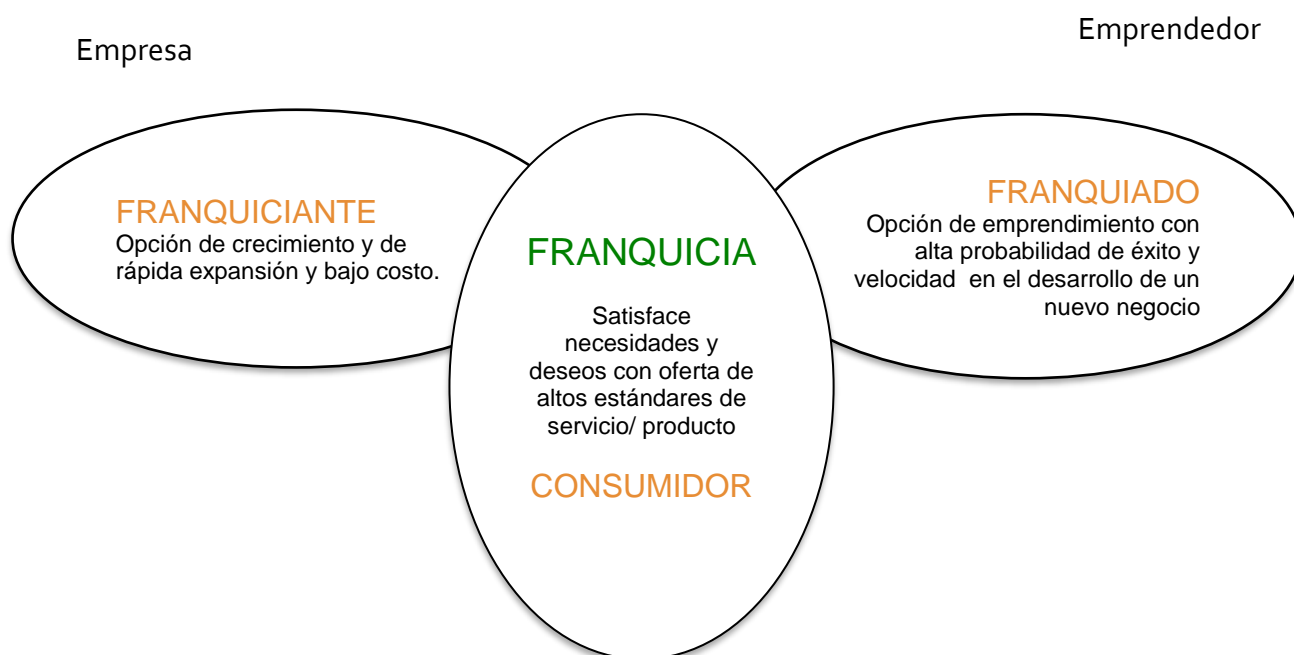 Empresa
Emprendedor
FRANQUICIANTE
Opción de crecimiento y de
rápida expansión y bajo costo.
FRANQUICIA
Satisface
necesidades y
deseos con oferta de
altos estándares de
servicio/ producto
CONSUMIDOR
FRANQUIADO
Opción de emprendimiento con
alta probabilidad de éxito y
velocidad  en el desarrollo de un
nuevo negocio